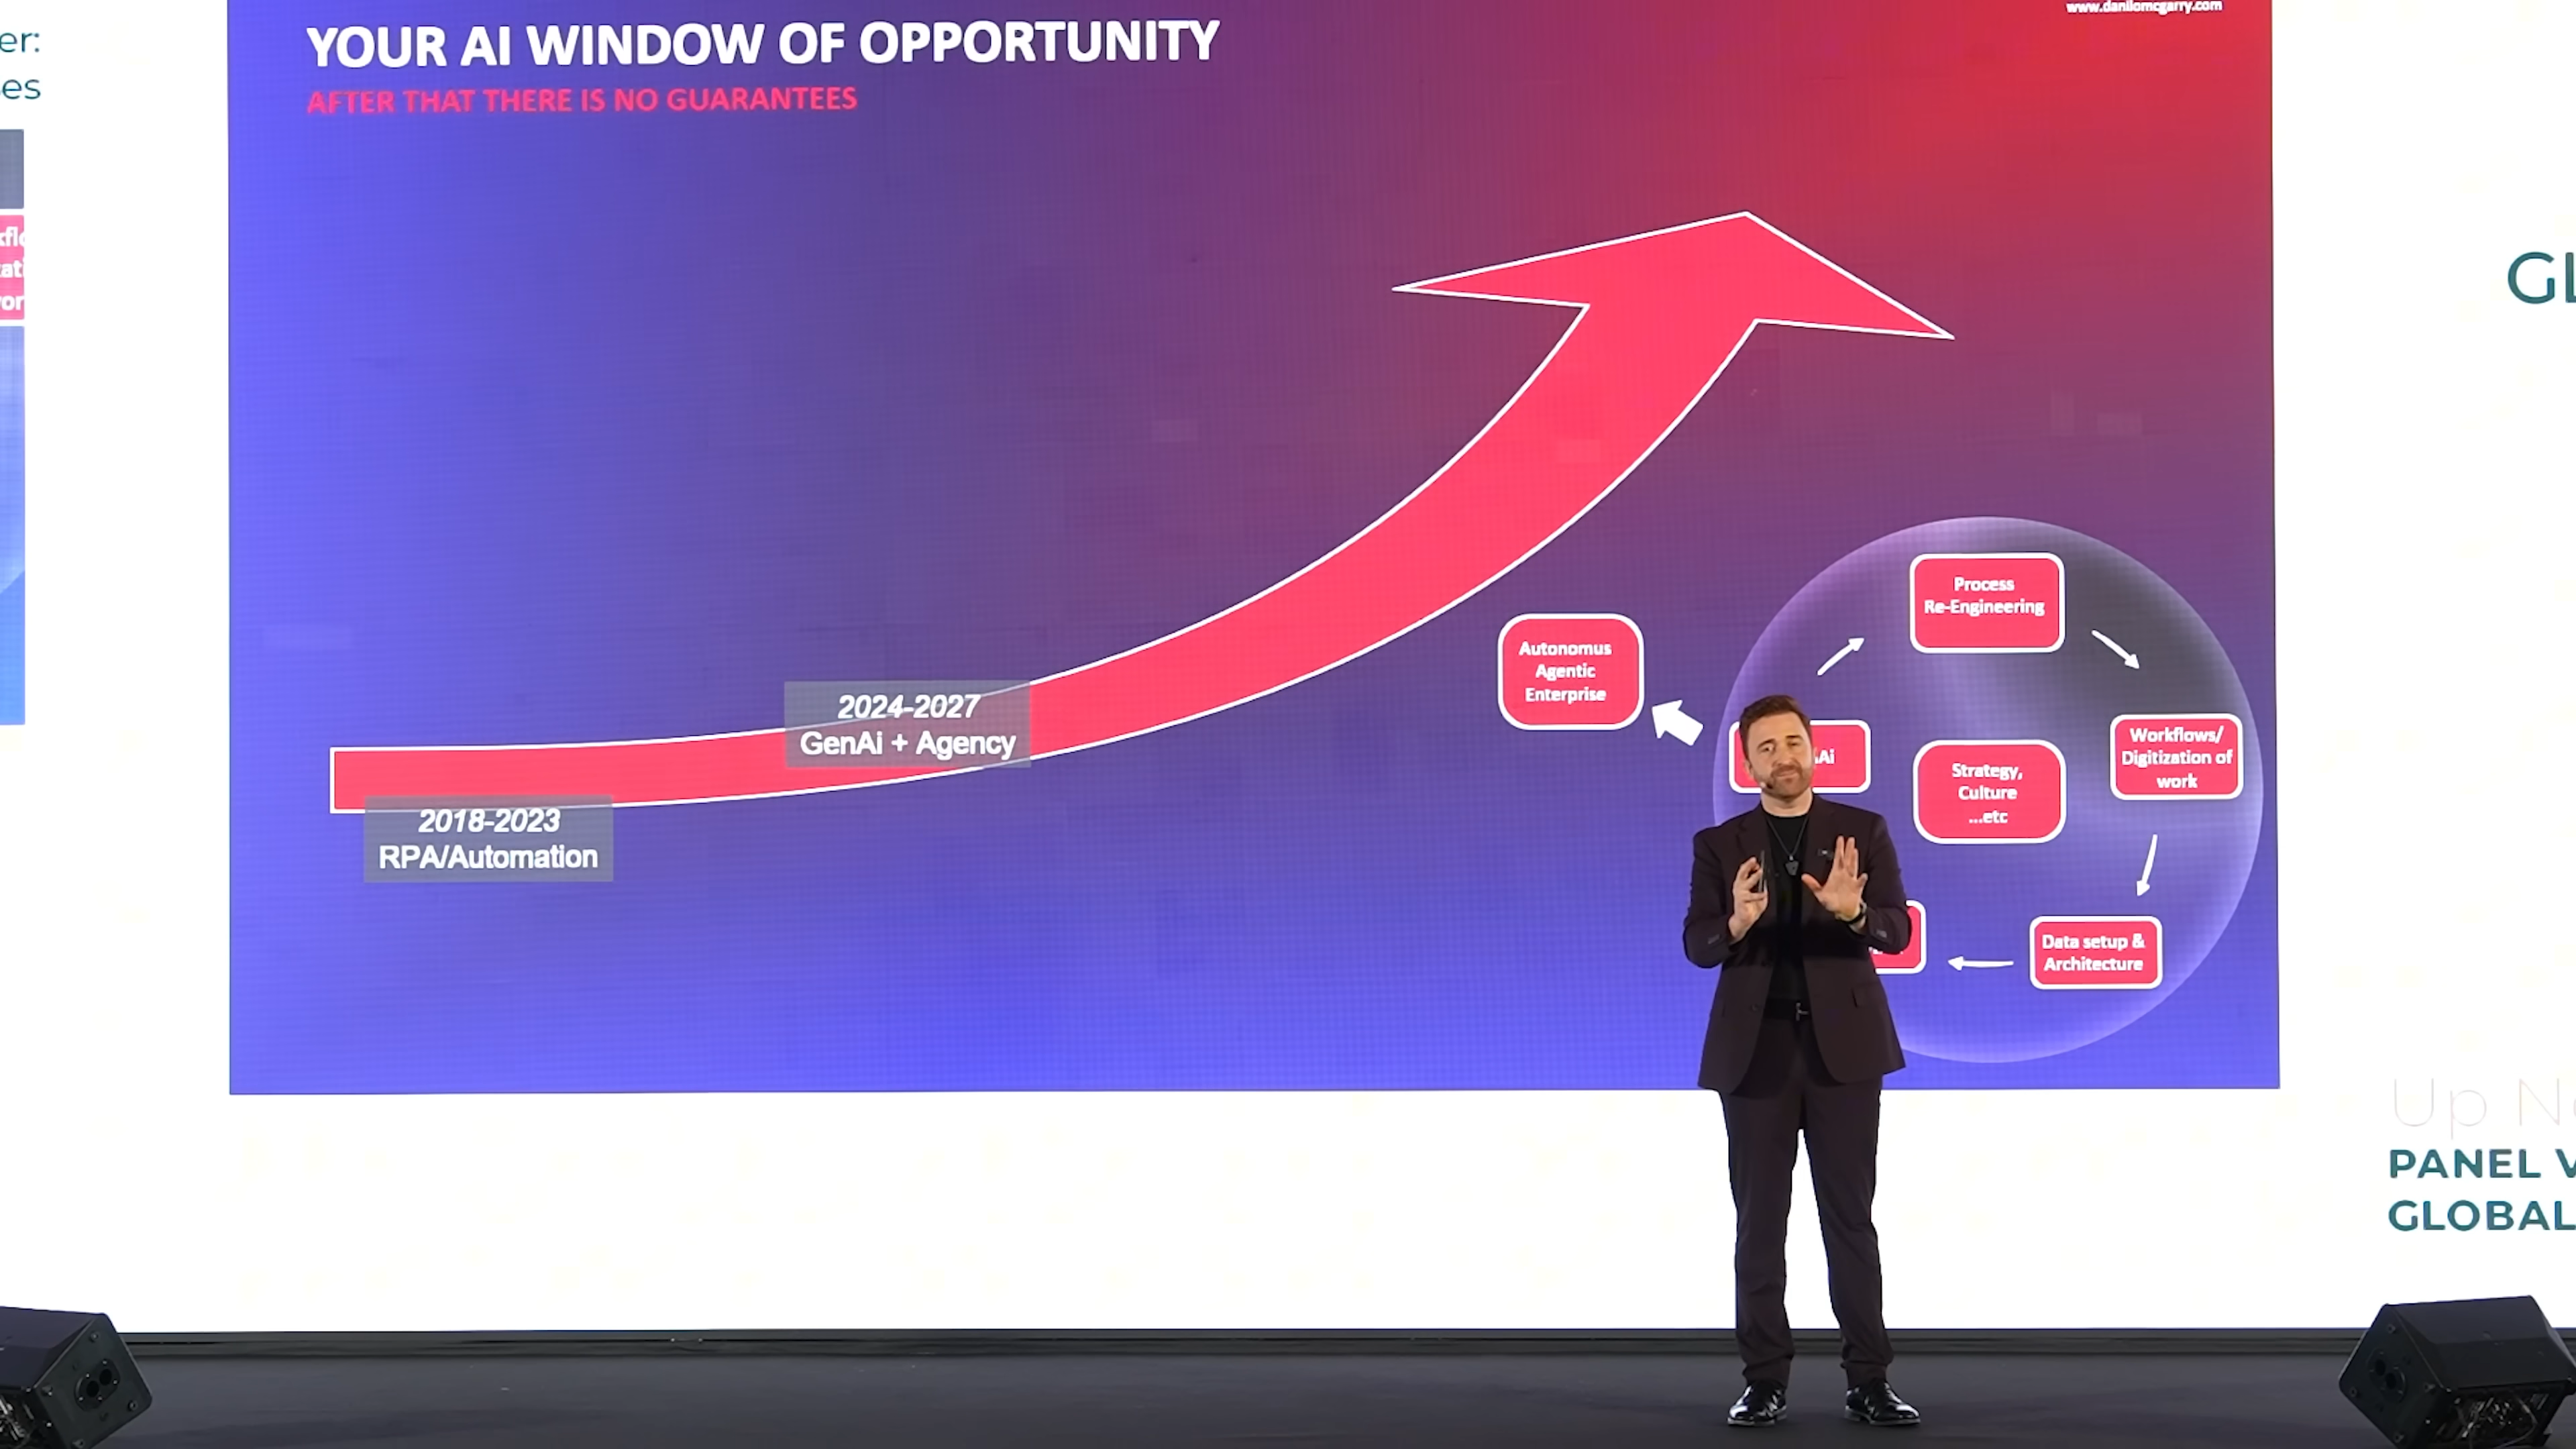 www.danilomcgarry.com
YOUR AI WINDOW OF OPPORTUNITY
AFTER THAT THERE IS NO GUARANTEES
2018-2023
RPA/Automation
2024-2027
GenAi + Agency
Autonomus
Agentic
Enterprise
Process
Re-Engineering
Workflows/
Digitization of
work
Strategy,
Culture
...etc
Data setup &
Architecture
Up
PANEL
GLOBAL